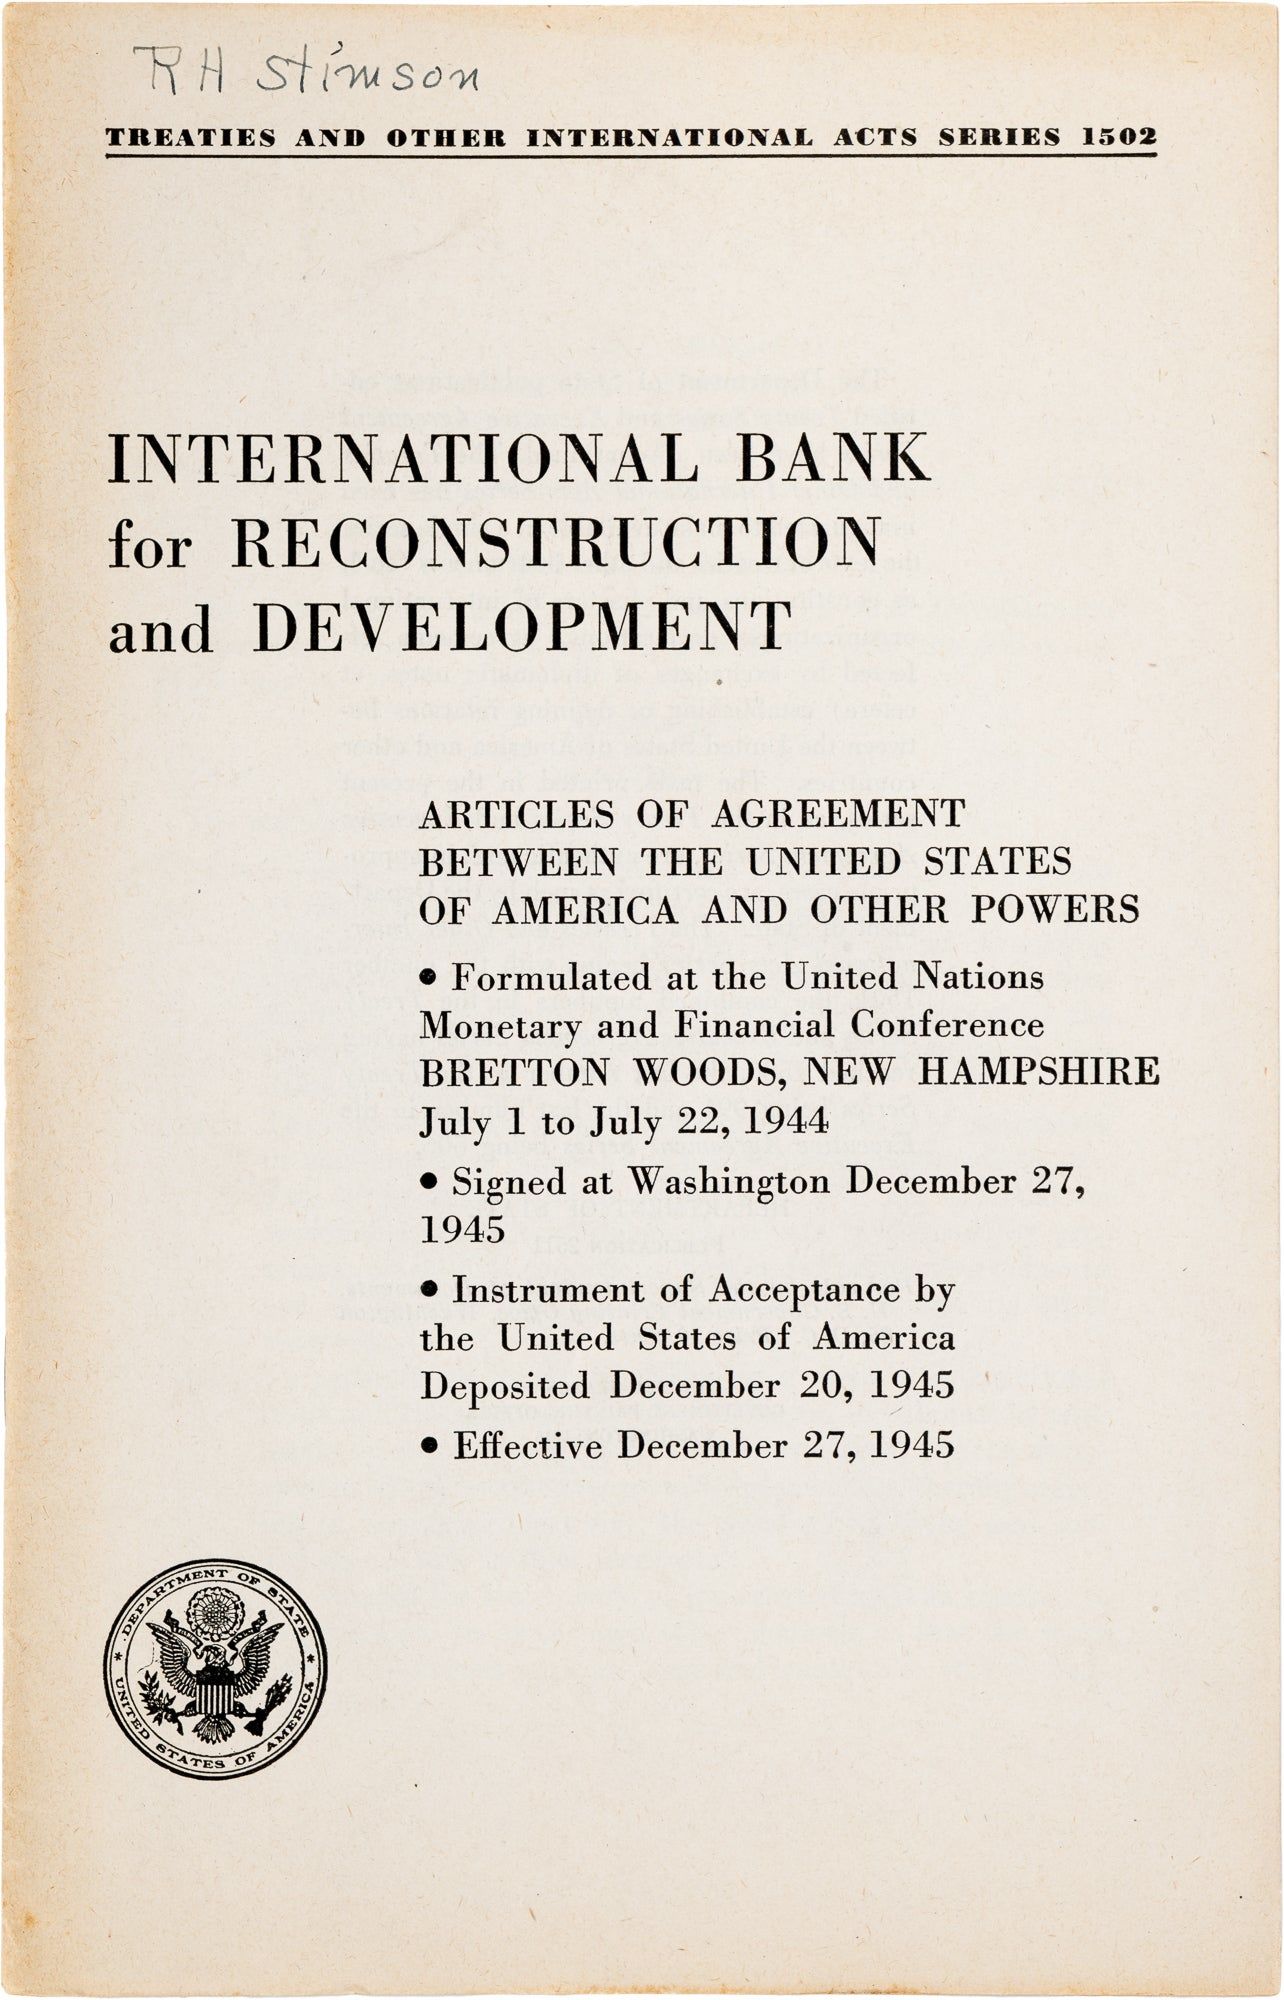 RH Stimson
TREATIES AND OTHER INTERNATIONAL ACTS SERIES 1502
INTERNATIONAL BANK
for RECONSTRUCTION
and DEVELOPMENT
ARTICLES OF AGREEMENT
BETWEEN THE UNITED STATES
OF AMERICA AND OTHER POWERS
● Formulated at the United Nations
Monetary and Financial Conference
BRETTON WOODS, NEW HAMPSHIRE
July 1 to July 22, 1944
● Signed at Washington December 27,
1945
● Instrument of Acceptance by
the United States of America
Deposited December 20, 1945
● Effective December 27, 1945
DEPARTMENT OF STATE
* UNITED STATES OF AMERICA *